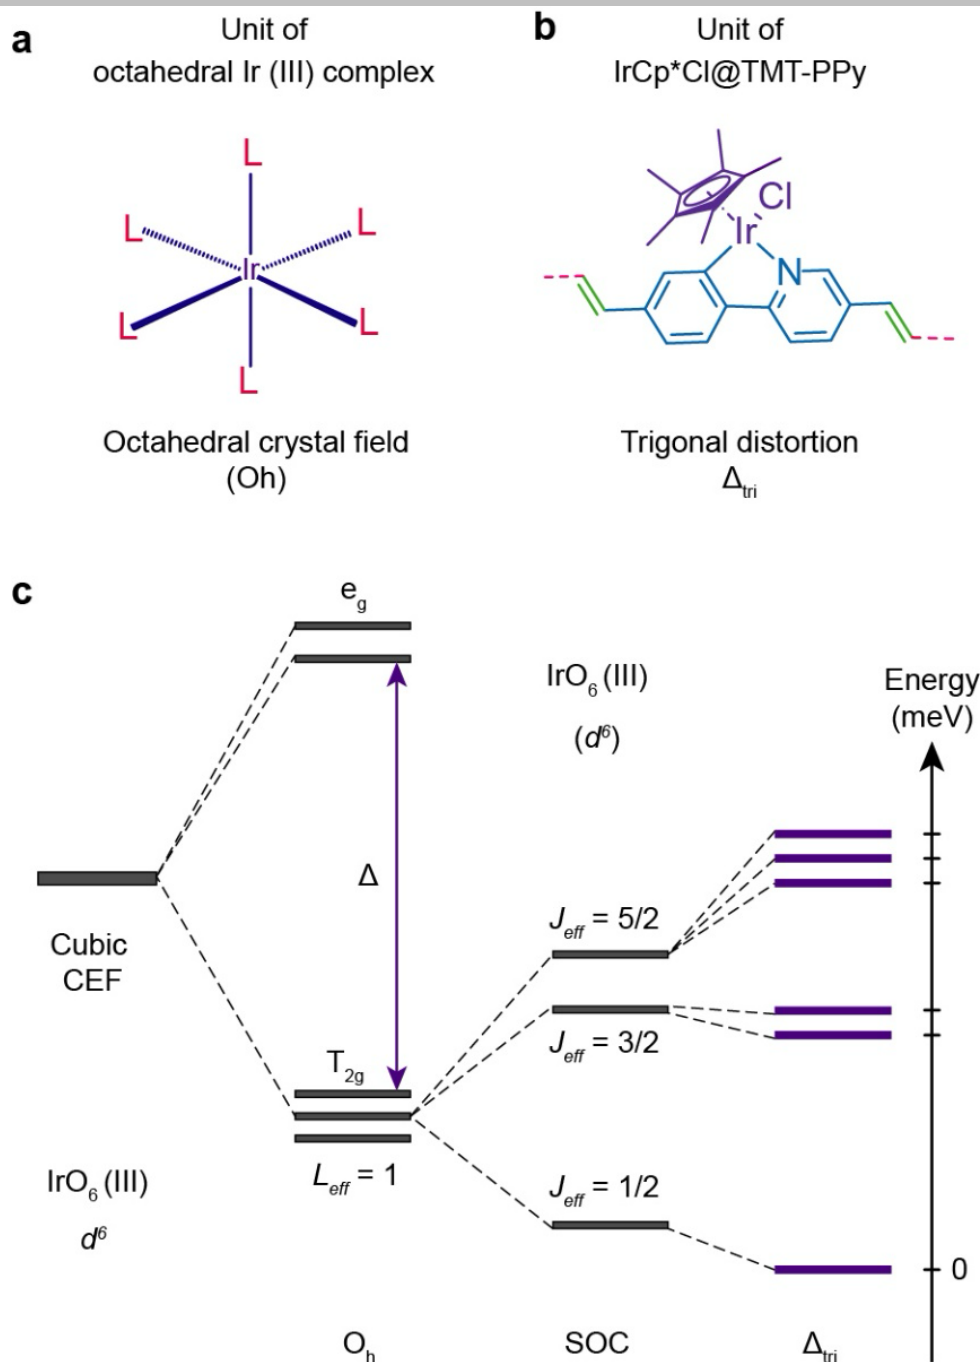 a
Unit of
octahedral Ir (III) complex
L
L
L
Ir
L
L
L
Octahedral crystal field
(Oh)
b
Unit of
IrCp*Cl@TMT-PPy
Cl
Ir
N
Trigonal distortion
Δtri
c
eg
IrO6 (III)
(d6)
Energy
(meV)
Δ
Cubic
CEF
Jeff = 5/2
Jeff = 3/2
T2g
Leff = 1
IrO6 (III)
d6
Jeff = 1/2
0
Oh
SOC
Δtri